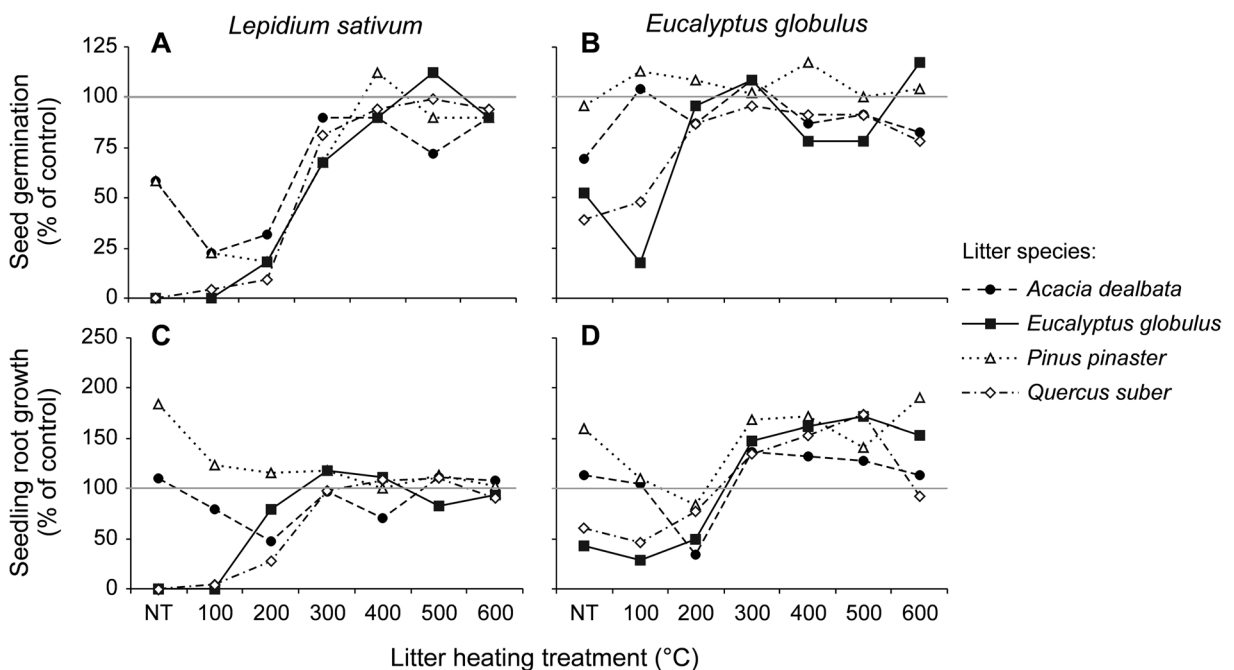 Lepidium sativum
Eucalyptus globulus
A
B
125
100
75
50
25
0
Seed germination
(% of control)
Litter species:
Acacia dealbata
Eucalyptus globulus
Pinus pinaster
Quercus suber
C
D
250
200
150
100
50
0
Seedling root growth
(% of control)
NT 100 200 300 400 500 600
NT 100 200 300 400 500 600
Litter heating treatment (°C)